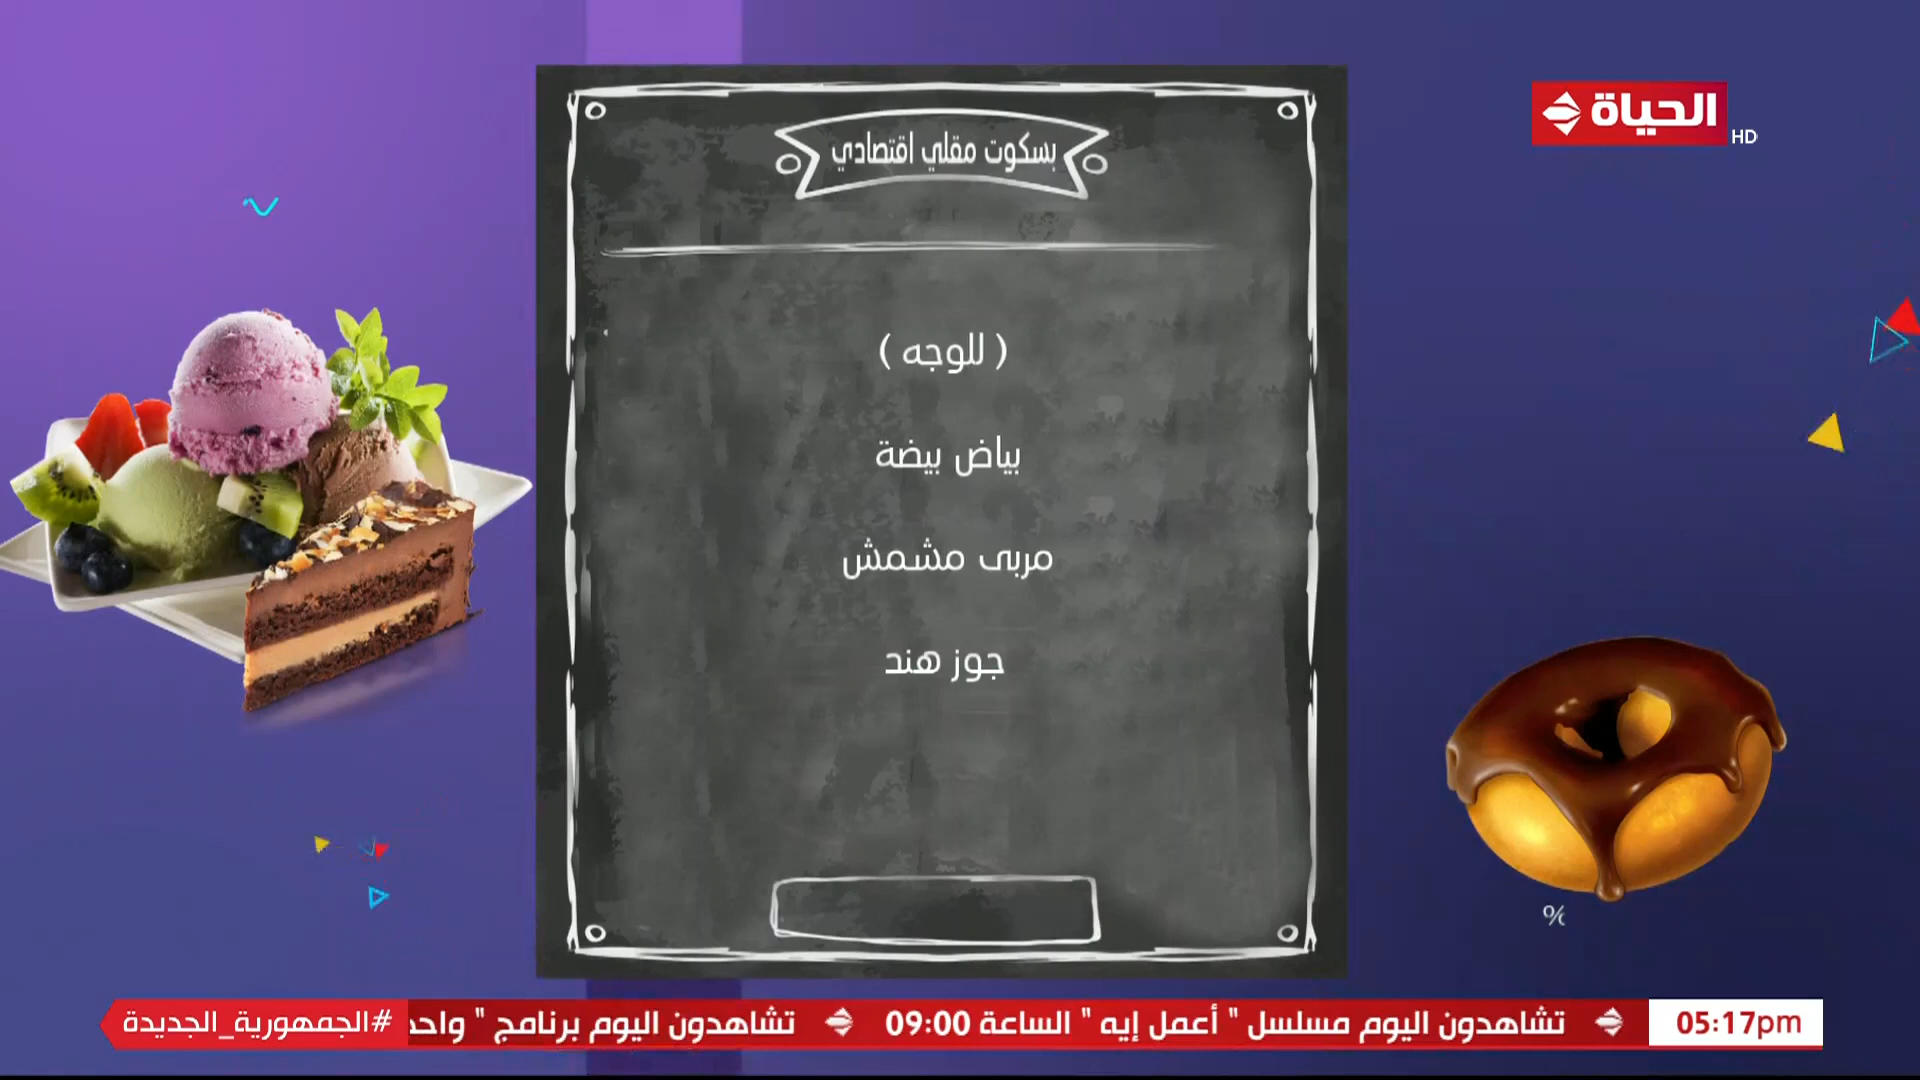 الحياة
HD
بسكوت مقلي اقتصادي
( للوجه )
بياض بيضة
مربى مشمش
جوز هند
%
05:17pm
تشاهدون اليوم مسلسل " أعمل إيه " الساعة 09:00
تشاهدون اليوم برنامج " واحد
#الجمهورية_الجديدة